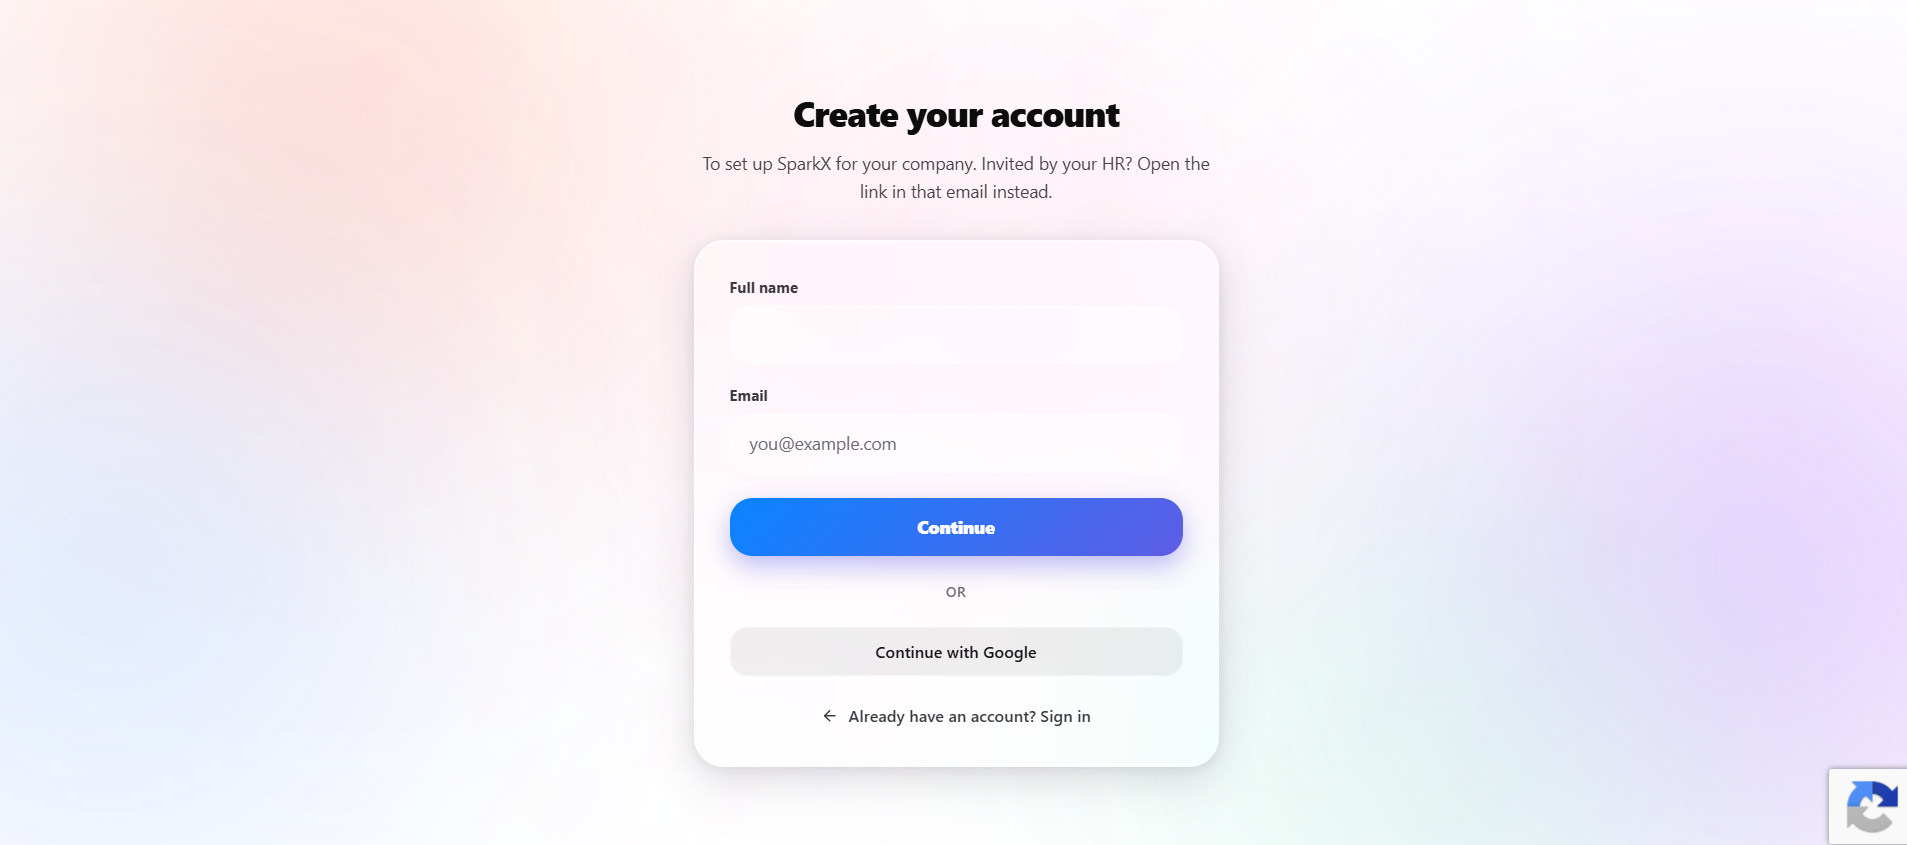 Create your account
To set up SparkX for your company. Invited by your HR? Open the
link in that email instead.
Full name
Email
you@example.com
Continue
OR
Continue with Google
← Already have an account? Sign in